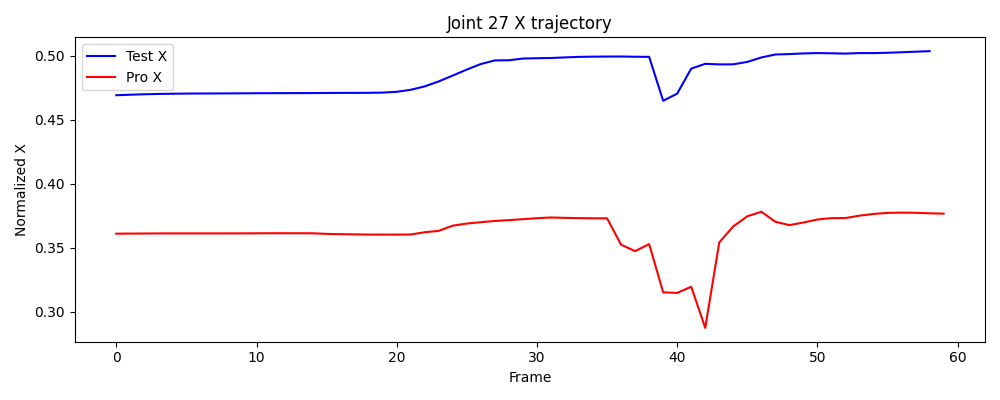 Joint 27 X trajectory
Test X
Pro X
Normalized X
0.50
0.45
0.40
0.35
0.30
0 10 20 30 40 50 60
Frame